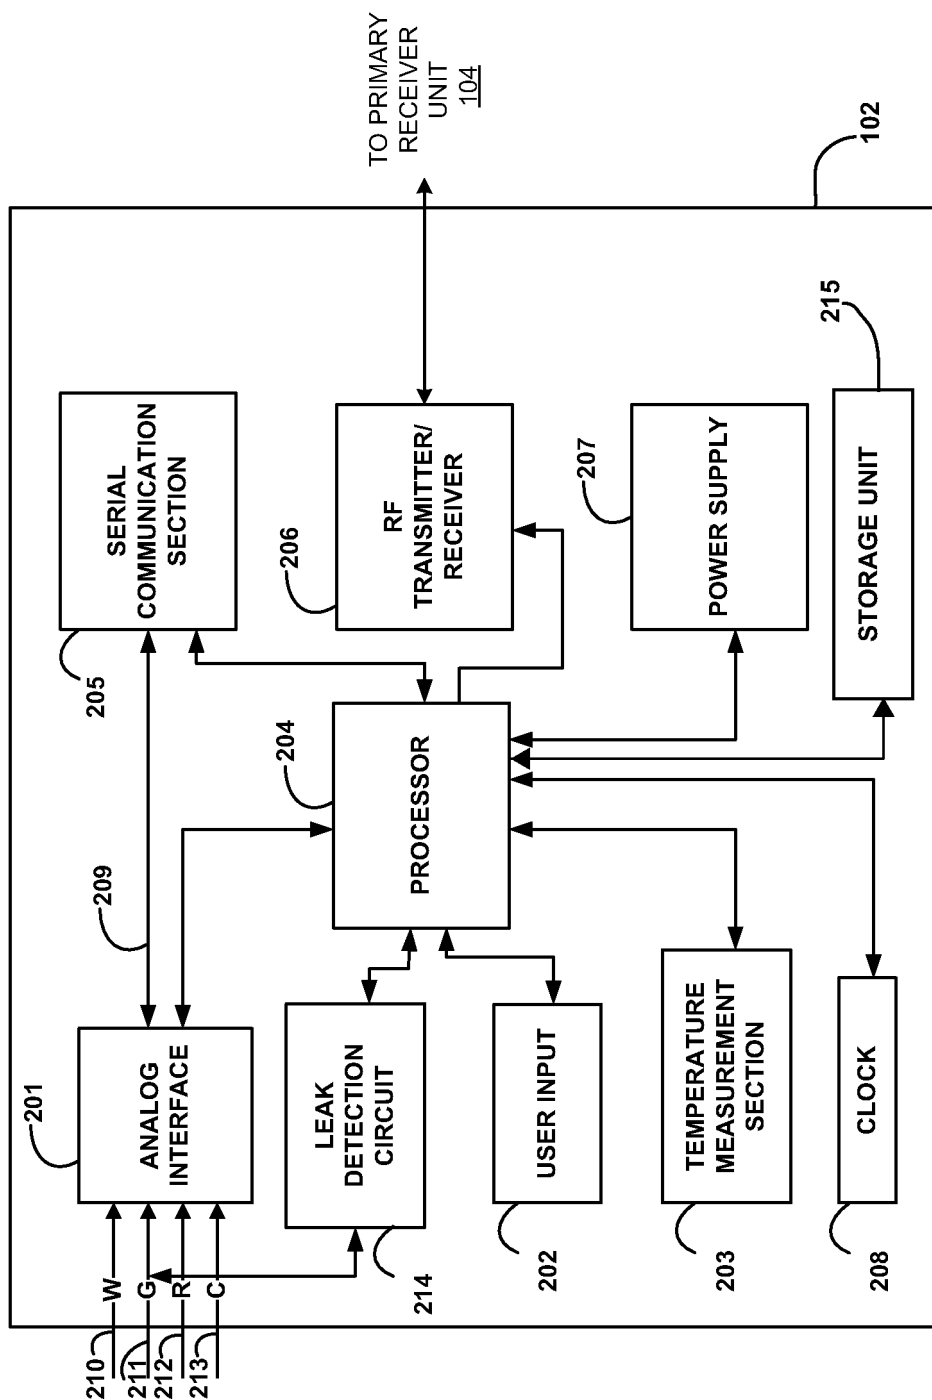 210
211
212
213
W
G
R
C
201
ANALOG
INTERFACE
209
205
SERIAL
COMMUNICATION
SECTION
214
LEAK
DETECTION
CIRCUIT
204
PROCESSOR
206
RF
TRANSMITTER/
RECEIVER
TO PRIMARY
RECEIVER
UNIT
104
202
USER INPUT
207
POWER SUPPLY
203
TEMPERATURE
MEASUREMENT
SECTION
208
CLOCK
STORAGE UNIT
215
102